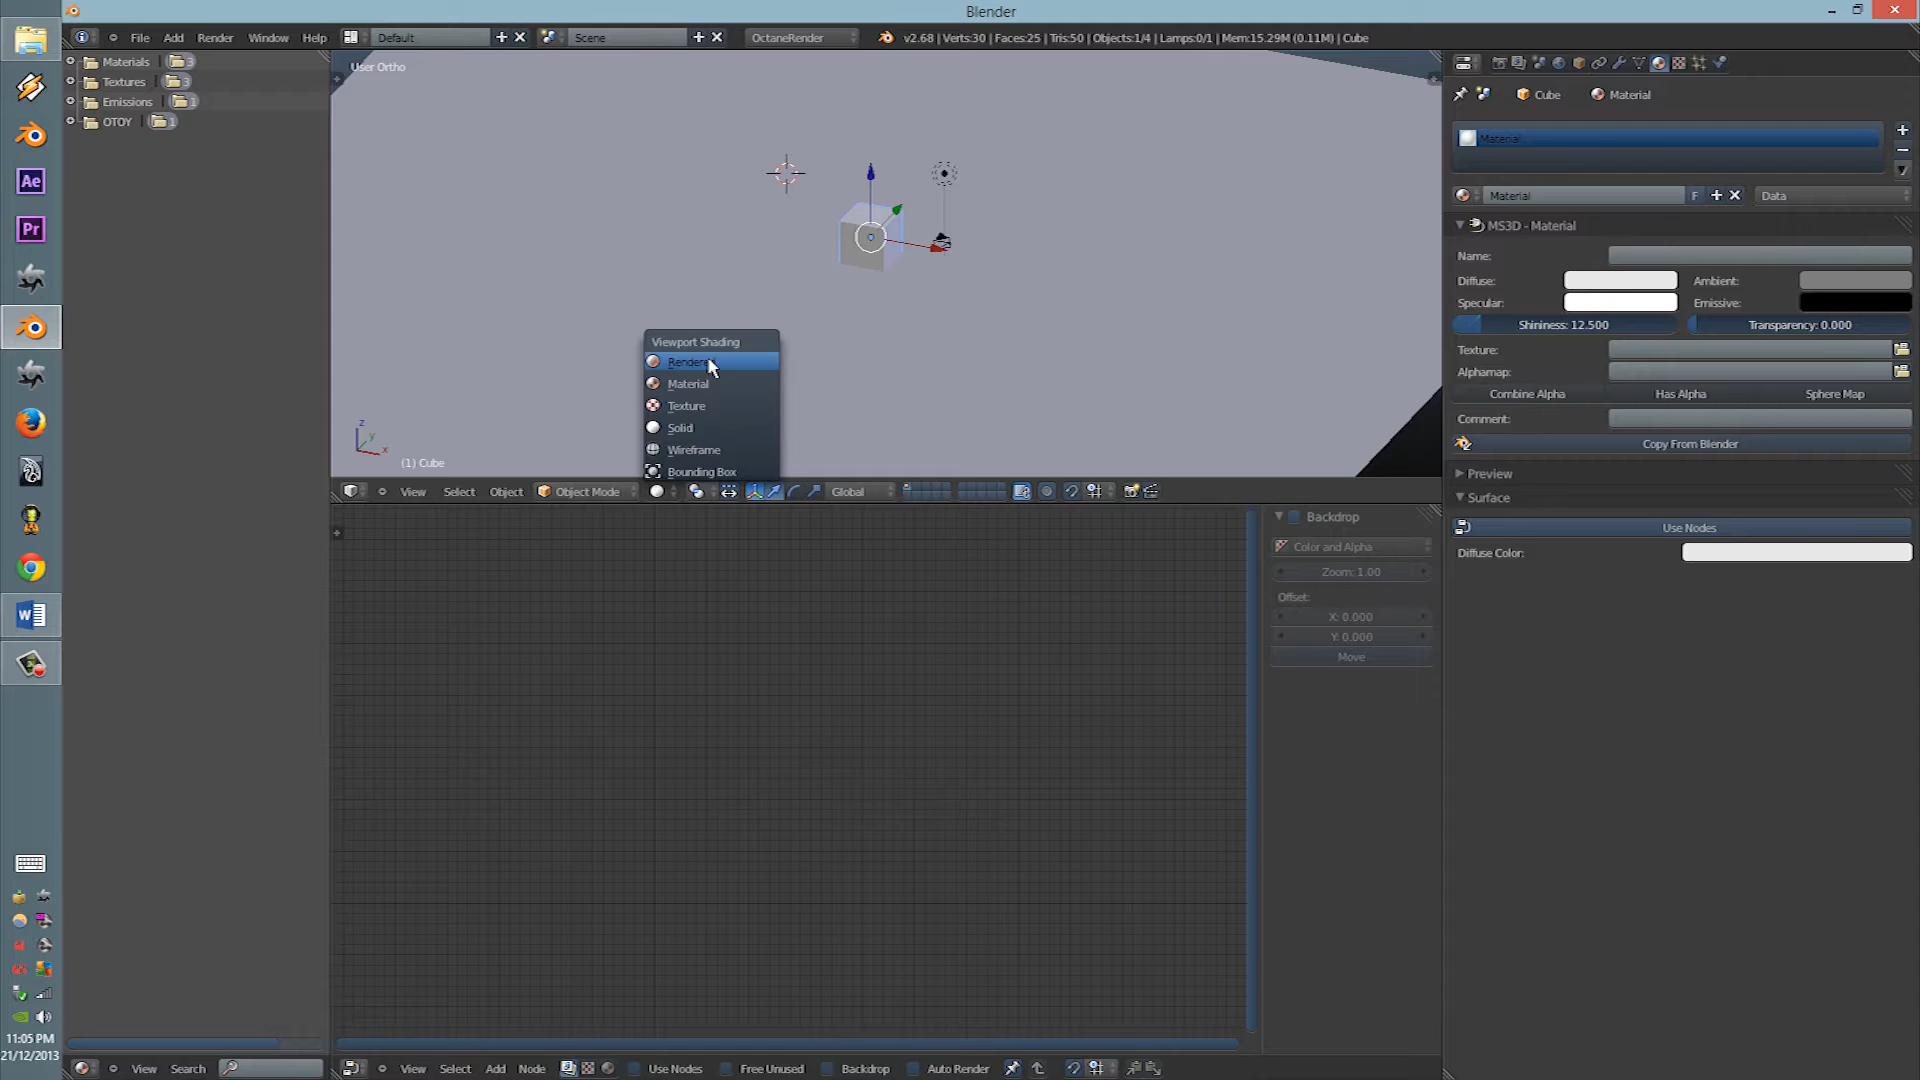 Blender
File Add Render Window Help Default Scene OctaneRender v2.68 | Verts:30 | Faces:25 | Tris:50 | Objects:1/4 | Lamps:0/1 | Mem:15.29M (0.11M) | Cube
Materials 3
Textures 3
Emissions 1
OTOY 1
User Ortho
z
y
x
(1) Cube
Viewport Shading
Rendered
Material
Texture
Solid
Wireframe
Bounding Box
View Select Object Object Mode Global
Cube Material
Material
Material F Data
MS3D - Material
Name:
Diffuse: Ambient:
Specular: Emissive:
Shininess: 12.500 Transparency: 0.000
Texture:
Alphamap:
Combine Alpha Has Alpha Sphere Map
Comment:
Copy From Blender
Preview
Surface
Use Nodes
Diffuse Color:
Backdrop
Color and Alpha
Zoom: 1.00
Offset:
X: 0.000
Y: 0.000
Move
Ae
Pr
W
11:05 PM
21/12/2013
View Search
View Select Add Node Use Nodes Free Unused Backdrop Auto Render